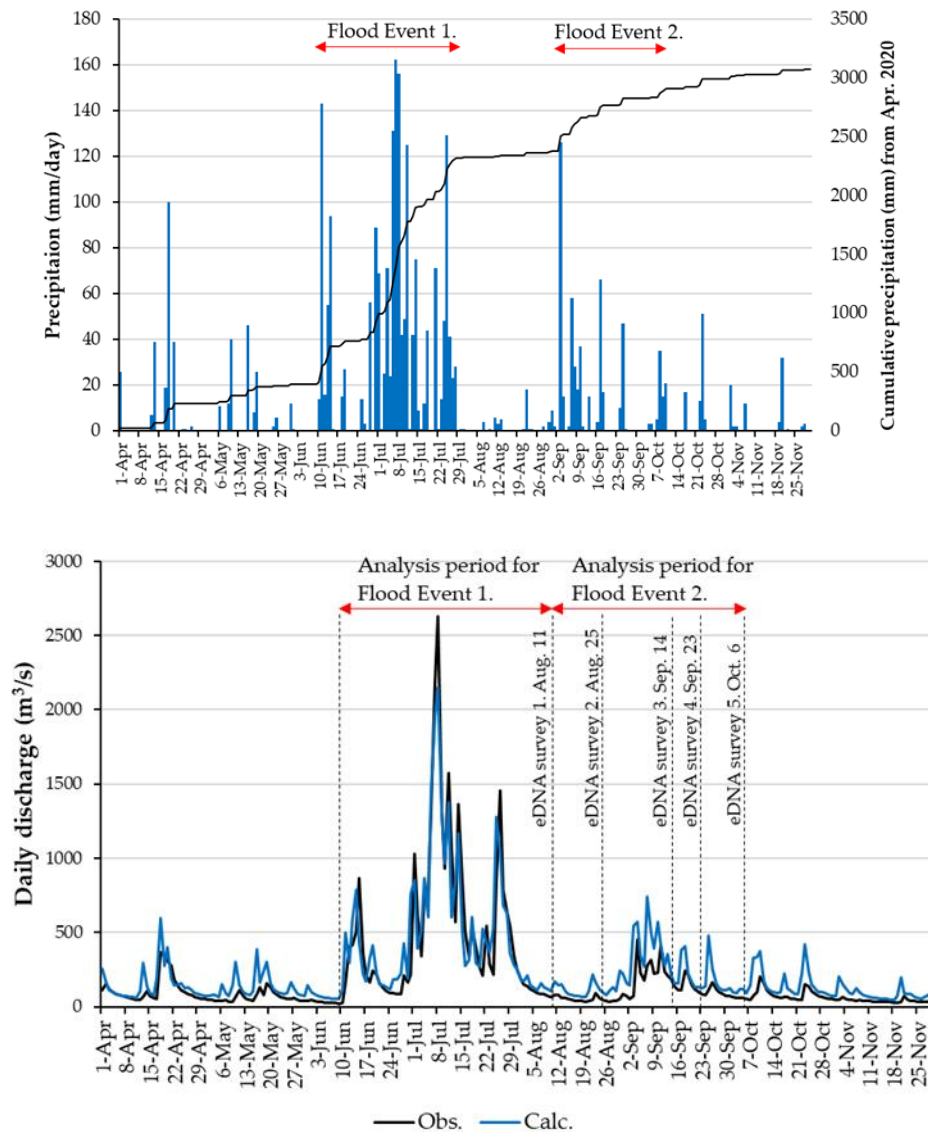 Flood Event 1.
Flood Event 2.
Precipitaion (mm/day)
180
160
140
120
100
80
60
40
20
0
3500
3000
2500
2000
1500
1000
500
0
Cumulative precipitation (mm) from Apr. 2020
1-Apr
8-Apr
15-Apr
22-Apr
29-Apr
6-May
13-May
20-May
27-May
3-Jun
10-Jun
17-Jun
24-Jun
1-Jul
8-Jul
15-Jul
22-Jul
29-Jul
5-Aug
12-Aug
19-Aug
26-Aug
2-Sep
9-Sep
16-Sep
23-Sep
30-Sep
7-Oct
14-Oct
21-Oct
28-Oct
4-Nov
11-Nov
18-Nov
25-Nov
Analysis period for
Flood Event 1.
Analysis period for
Flood Event 2.
Daily discharge (m³/s)
3000
2500
2000
1500
1000
500
0
eDNA survey 1. Aug. 11
eDNA survey 2. Aug. 25
eDNA survey 3. Sep. 14
eDNA survey 4. Sep. 23
eDNA survey 5. Oct. 6
1-Apr
8-Apr
15-Apr
22-Apr
29-Apr
6-May
13-May
20-May
27-May
3-Jun
10-Jun
17-Jun
24-Jun
1-Jul
8-Jul
15-Jul
22-Jul
29-Jul
5-Aug
12-Aug
19-Aug
26-Aug
2-Sep
9-Sep
16-Sep
23-Sep
30-Sep
7-Oct
14-Oct
21-Oct
28-Oct
4-Nov
11-Nov
18-Nov
25-Nov
Obs. Calc.